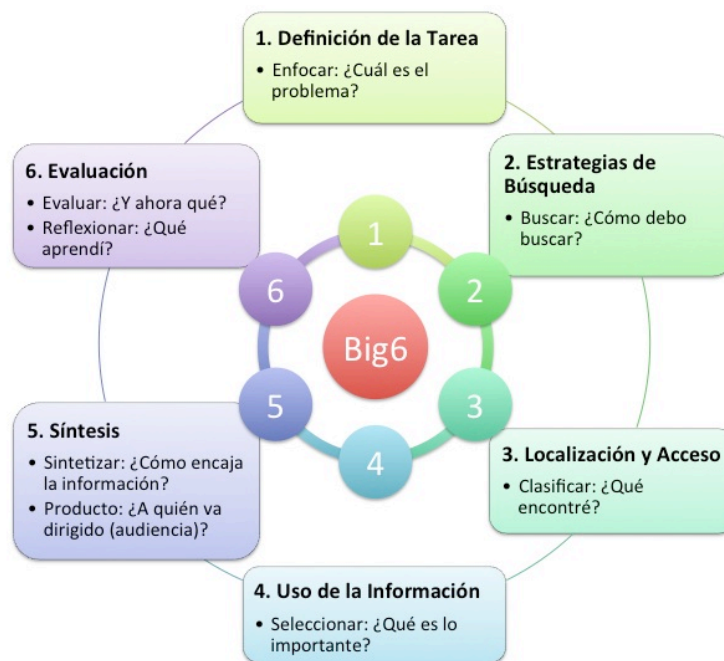 1. Definición de la Tarea
• Enfocar: ¿Cuál es el
problema?
2. Estrategias de
Búsqueda
• Buscar: ¿Cómo debo
buscar?
3. Localización y Acceso
• Clasificar: ¿Qué
encontré?
4. Uso de la Información
• Seleccionar: ¿Qué es lo
importante?
5. Síntesis
• Sintetizar: ¿Cómo encaja
la información?
• Producto: ¿A quién va
dirigido (audiencia)?
6. Evaluación
• Evaluar: ¿Y ahora qué?
• Reflexionar: ¿Qué
aprendí?
1
2
3
4
5
6
Big6